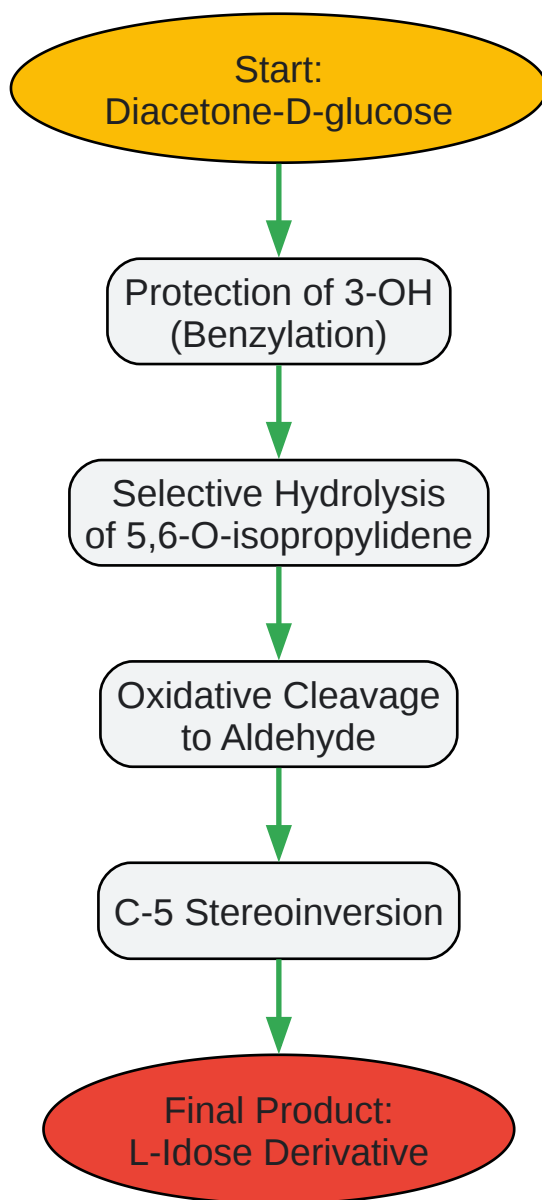 Start:
Diacetone-D-glucose
Protection of 3-OH
(Benzylation)
Selective Hydrolysis
of 5,6-O-isopropylidene
Oxidative Cleavage
to Aldehyde
C-5 Stereoinversion
Final Product:
L-Idose Derivative